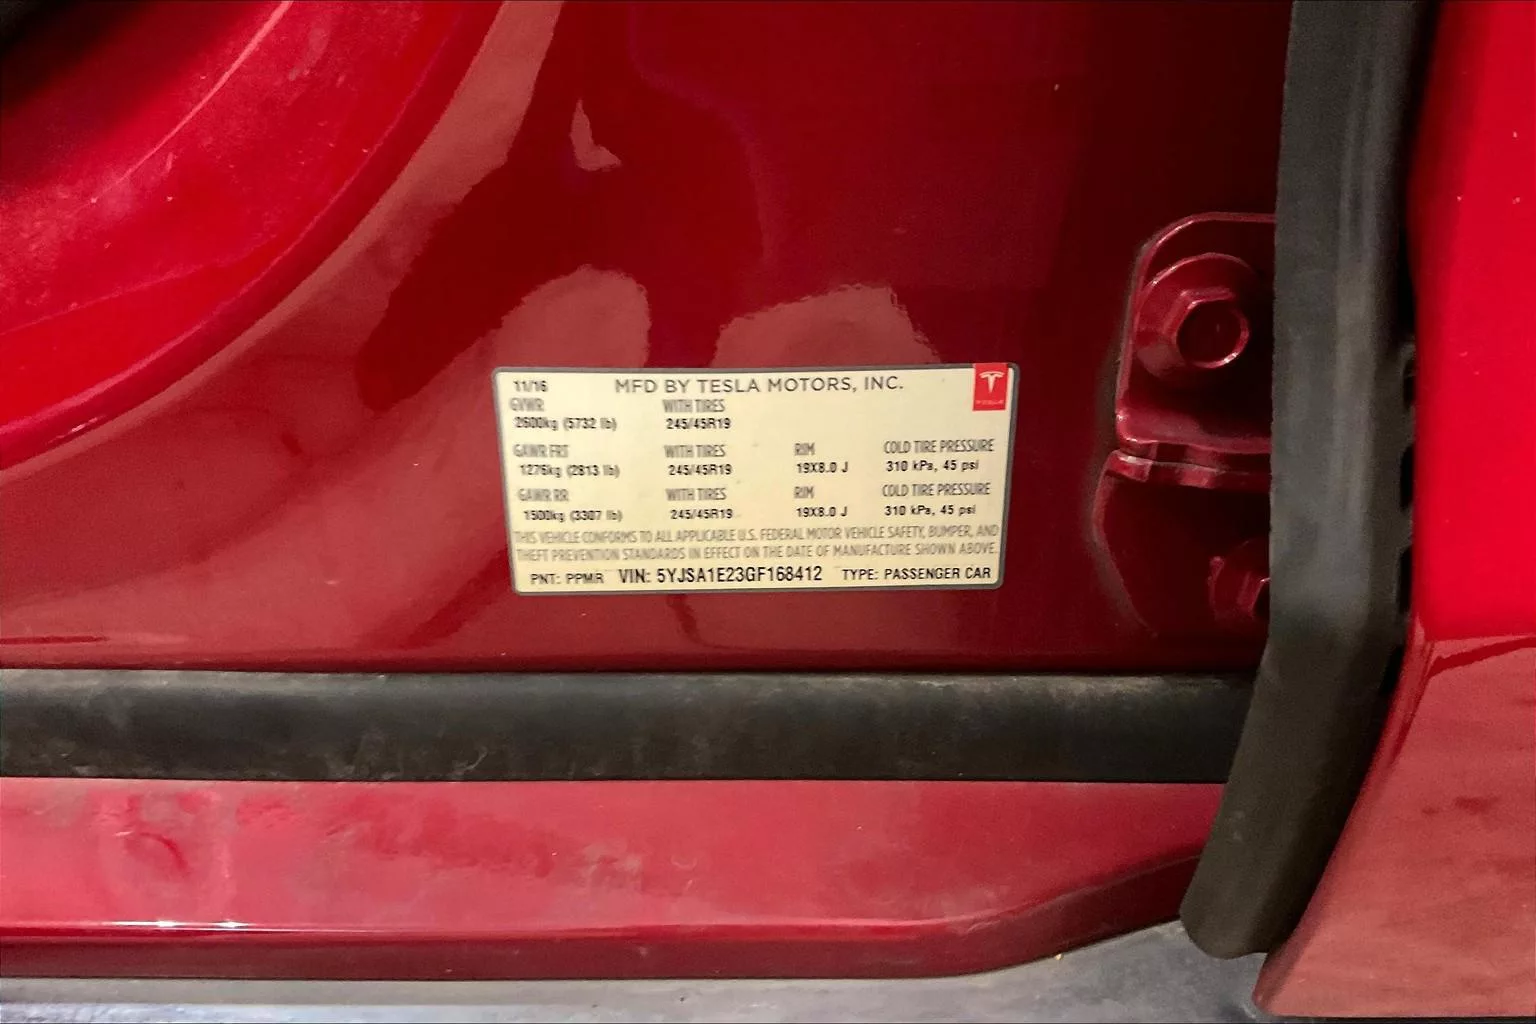 11/16 MFD BY TESLA MOTORS, INC. TESLA
GVWR WITH TIRES
2600kg (5732 lb) 245/45R19
GAWR FRT WITH TIRES RIM COLD TIRE PRESSURE
1276kg (2813 lb) 245/45R19 19X8.0 J 310 kPa, 45 psi
GAWR RR WITH TIRES RIM COLD TIRE PRESSURE
1500kg (3307 lb) 245/45R19 19X8.0 J 310 kPa, 45 psi
THIS VEHICLE CONFORMS TO ALL APPLICABLE U.S. FEDERAL MOTOR VEHICLE SAFETY, BUMPER, AND
THEFT PREVENTION STANDARDS IN EFFECT ON THE DATE OF MANUFACTURE SHOWN ABOVE.
PNT: PPMR VIN: 5YJSA1E23GF168412 TYPE: PASSENGER CAR